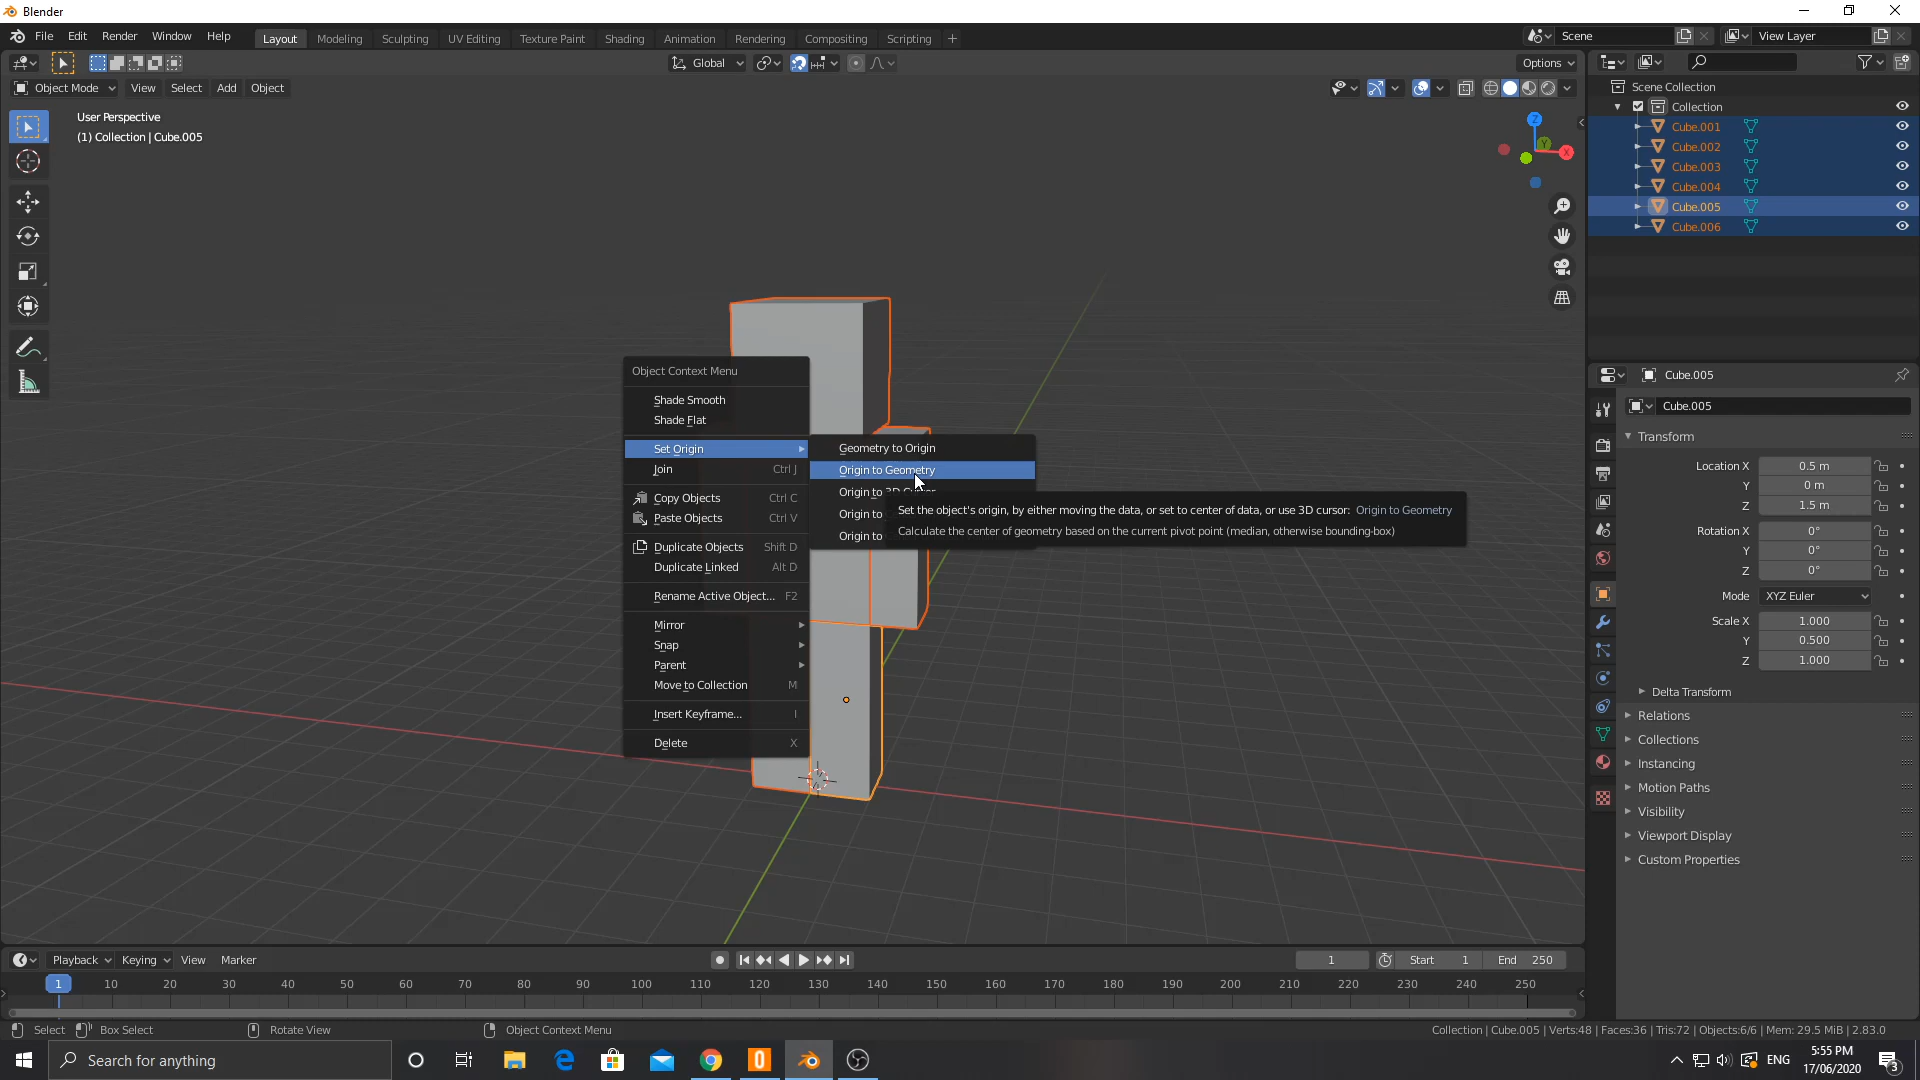 Blender
File Edit Render Window Help
Layout Modeling Sculpting UV Editing Texture Paint Shading Animation Rendering Compositing Scripting
Scene
View Layer
Global
Options
Object Mode View Select Add Object
User Perspective
(1) Collection | Cube.005
Z
Y
X
Scene Collection
Collection
Cube.001
Cube.002
Cube.003
Cube.004
Cube.005
Cube.006
Object Context Menu
Shade Smooth
Shade Flat
Set Origin
Join Ctrl J
Copy Objects Ctrl C
Paste Objects Ctrl V
Duplicate Objects Shift D
Duplicate Linked Alt D
Rename Active Object... F2
Mirror
Snap
Parent
Move to Collection M
Insert Keyframe... I
Delete X
Geometry to Origin
Origin to Geometry
Origin to 3D Cursor
Origin to
Origin to
Set the object's origin, by either moving the data, or set to center of data, or use 3D cursor: Origin to Geometry
Calculate the center of geometry based on the current pivot point (median, otherwise bounding-box)
Cube.005
Cube.005
Transform
Location X 0.5 m
Y 0 m
Z 1.5 m
Rotation X 0°
Y 0°
Z 0°
Mode XYZ Euler
Scale X 1.000
Y 0.500
Z 1.000
Delta Transform
Relations
Collections
Instancing
Motion Paths
Visibility
Viewport Display
Custom Properties
Playback Keying View Marker
1 Start 1 End 250
1 10 20 30 40 50 60 70 80 90 100 110 120 130 140 150 160 170 180 190 200 210 220 230 240 250
Select Box Select Rotate View Object Context Menu
Collection | Cube.005 | Verts:48 | Faces:36 | Tris:72 | Objects:6/6 | Mem: 29.5 MiB | 2.83.0
Search for anything
ENG
5:55 PM
17/06/2020
3